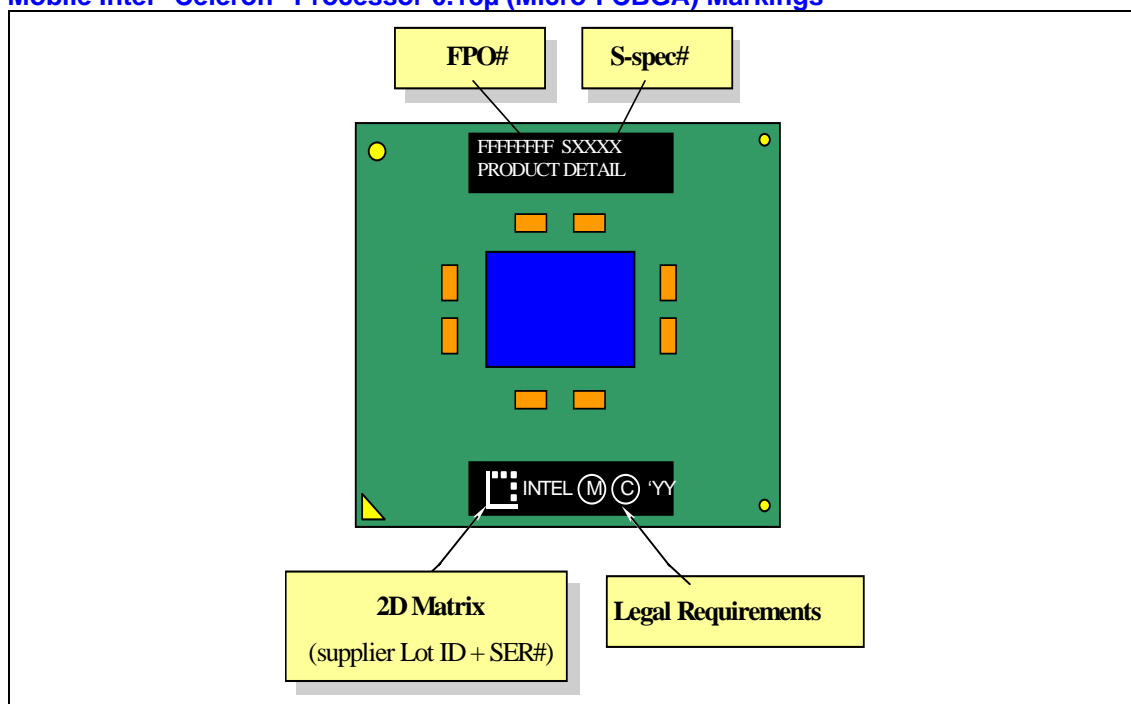 Mobile Intel Celeron Processor (Micro-FCBGA) Markings
FPO# S-spec#
FFFFFFFF SXXXX
PRODUCT DETAIL
INTEL Ⓜ Ⓒ ‘YY
2D Matrix
(supplier Lot ID + SER#)
Legal Requirements